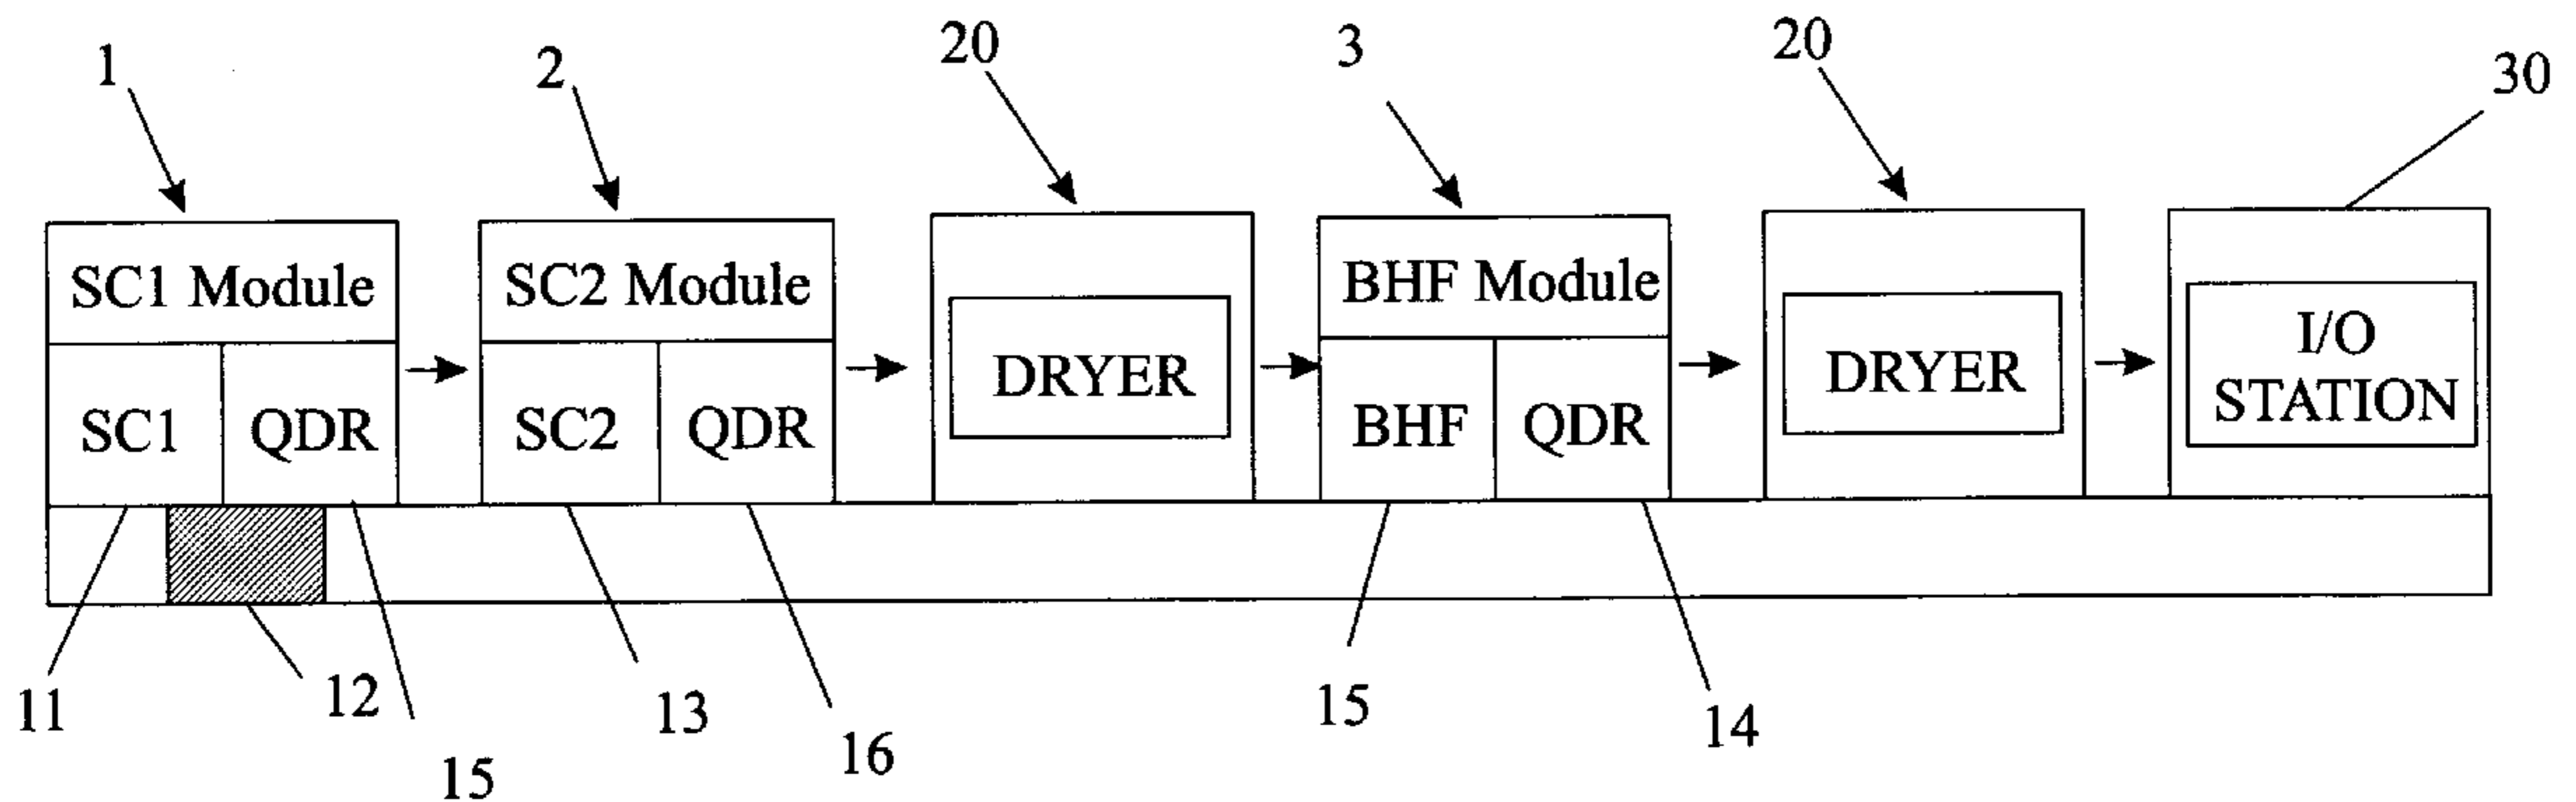 1
2
20
3
20
30
SC1 Module
SC2 Module
BHF Module
SC1
QDR
SC2
QDR
DRYER
BHF
QDR
DRYER
I/O
STATION
11
12
15
13
16
15
14